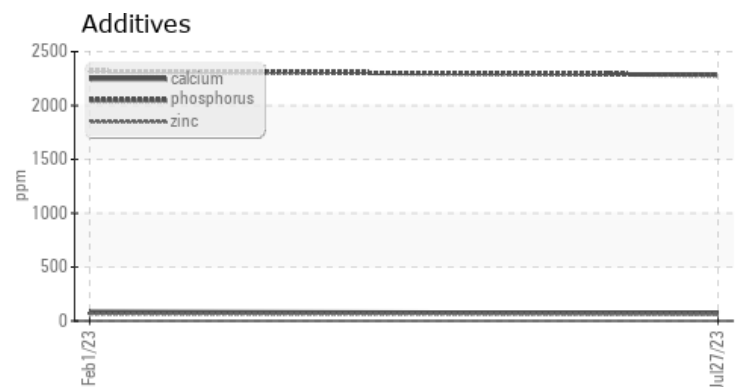 Additives
2500
2000
1500
1000
500
0
ppm
calcium
phosphorus
zinc
Feb1/23
Jul27/23